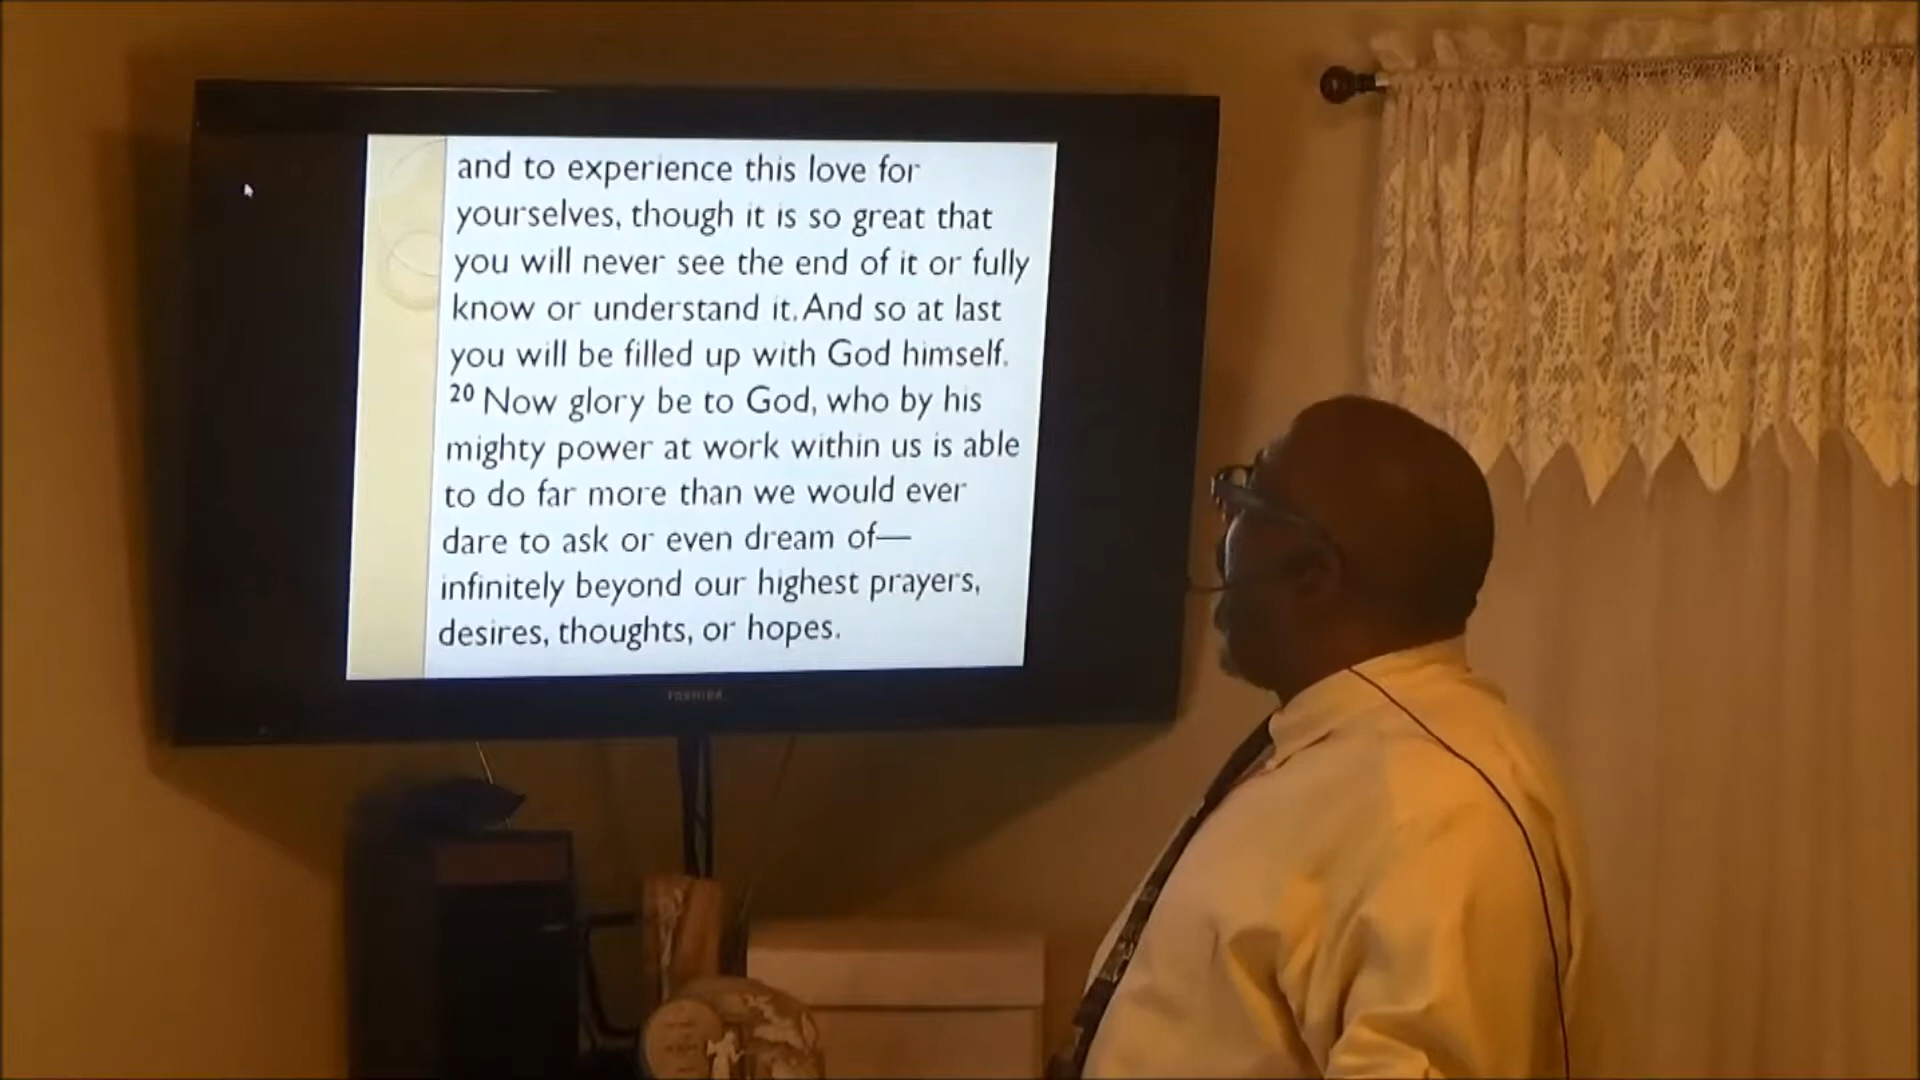 and to experience this love for
yourselves, though it is so great that
you will never see the end of it or fully
know or understand it. And so at last
you will be filled up with God himself.
20 Now glory be to God, who by his
mighty power at work within us is able
to do far more than we would ever
dare to ask or even dream of—
infinitely beyond our highest prayers,
desires, thoughts, or hopes.
TOSHIBA